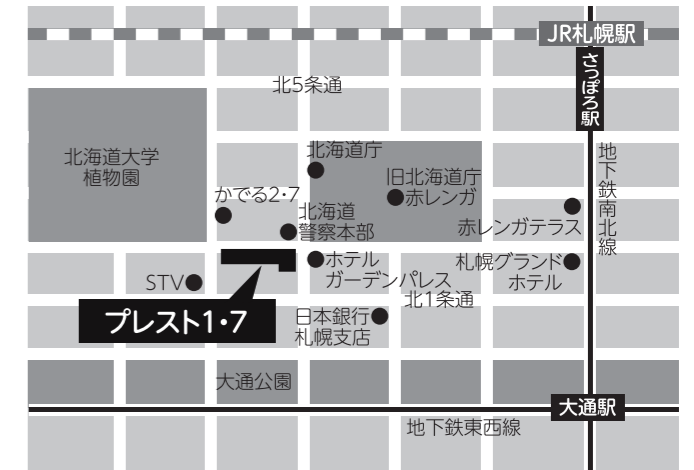 JR札幌駅
さっぽろ駅
北5条通
北海道大学
植物園
北海道庁
旧北海道庁
赤レンガ
地下鉄南北線
かでる2・7
北海道
警察本部
赤レンガテラス
ホテル
ガーデンパレス
札幌グランド
ホテル
STV
北1条通
プレスト1・7
日本銀行
札幌支店
大通公園
大通駅
地下鉄東西線